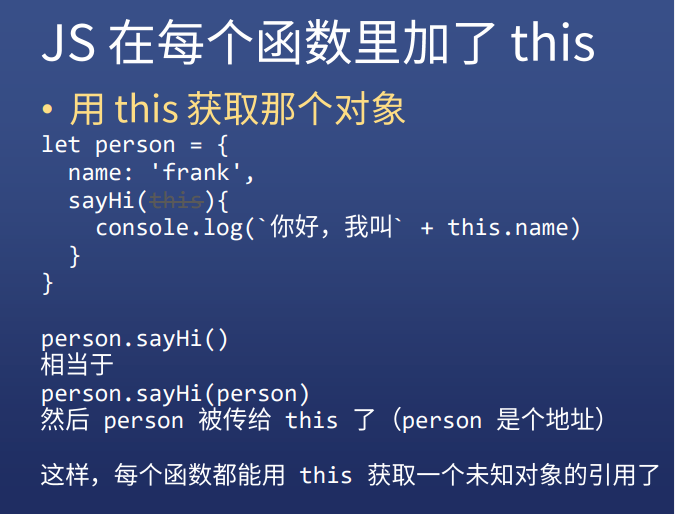 JS 在每个函数里加了 this
• 用 this 获取那个对象
let person = {
  name: 'frank',
  sayHi(this){
    console.log(`你好，我叫` + this.name)
  }
}
person.sayHi()
相当于
person.sayHi(person)
然后 person 被传给 this 了（person 是个地址）
这样，每个函数都能用 this 获取一个未知对象的引用了